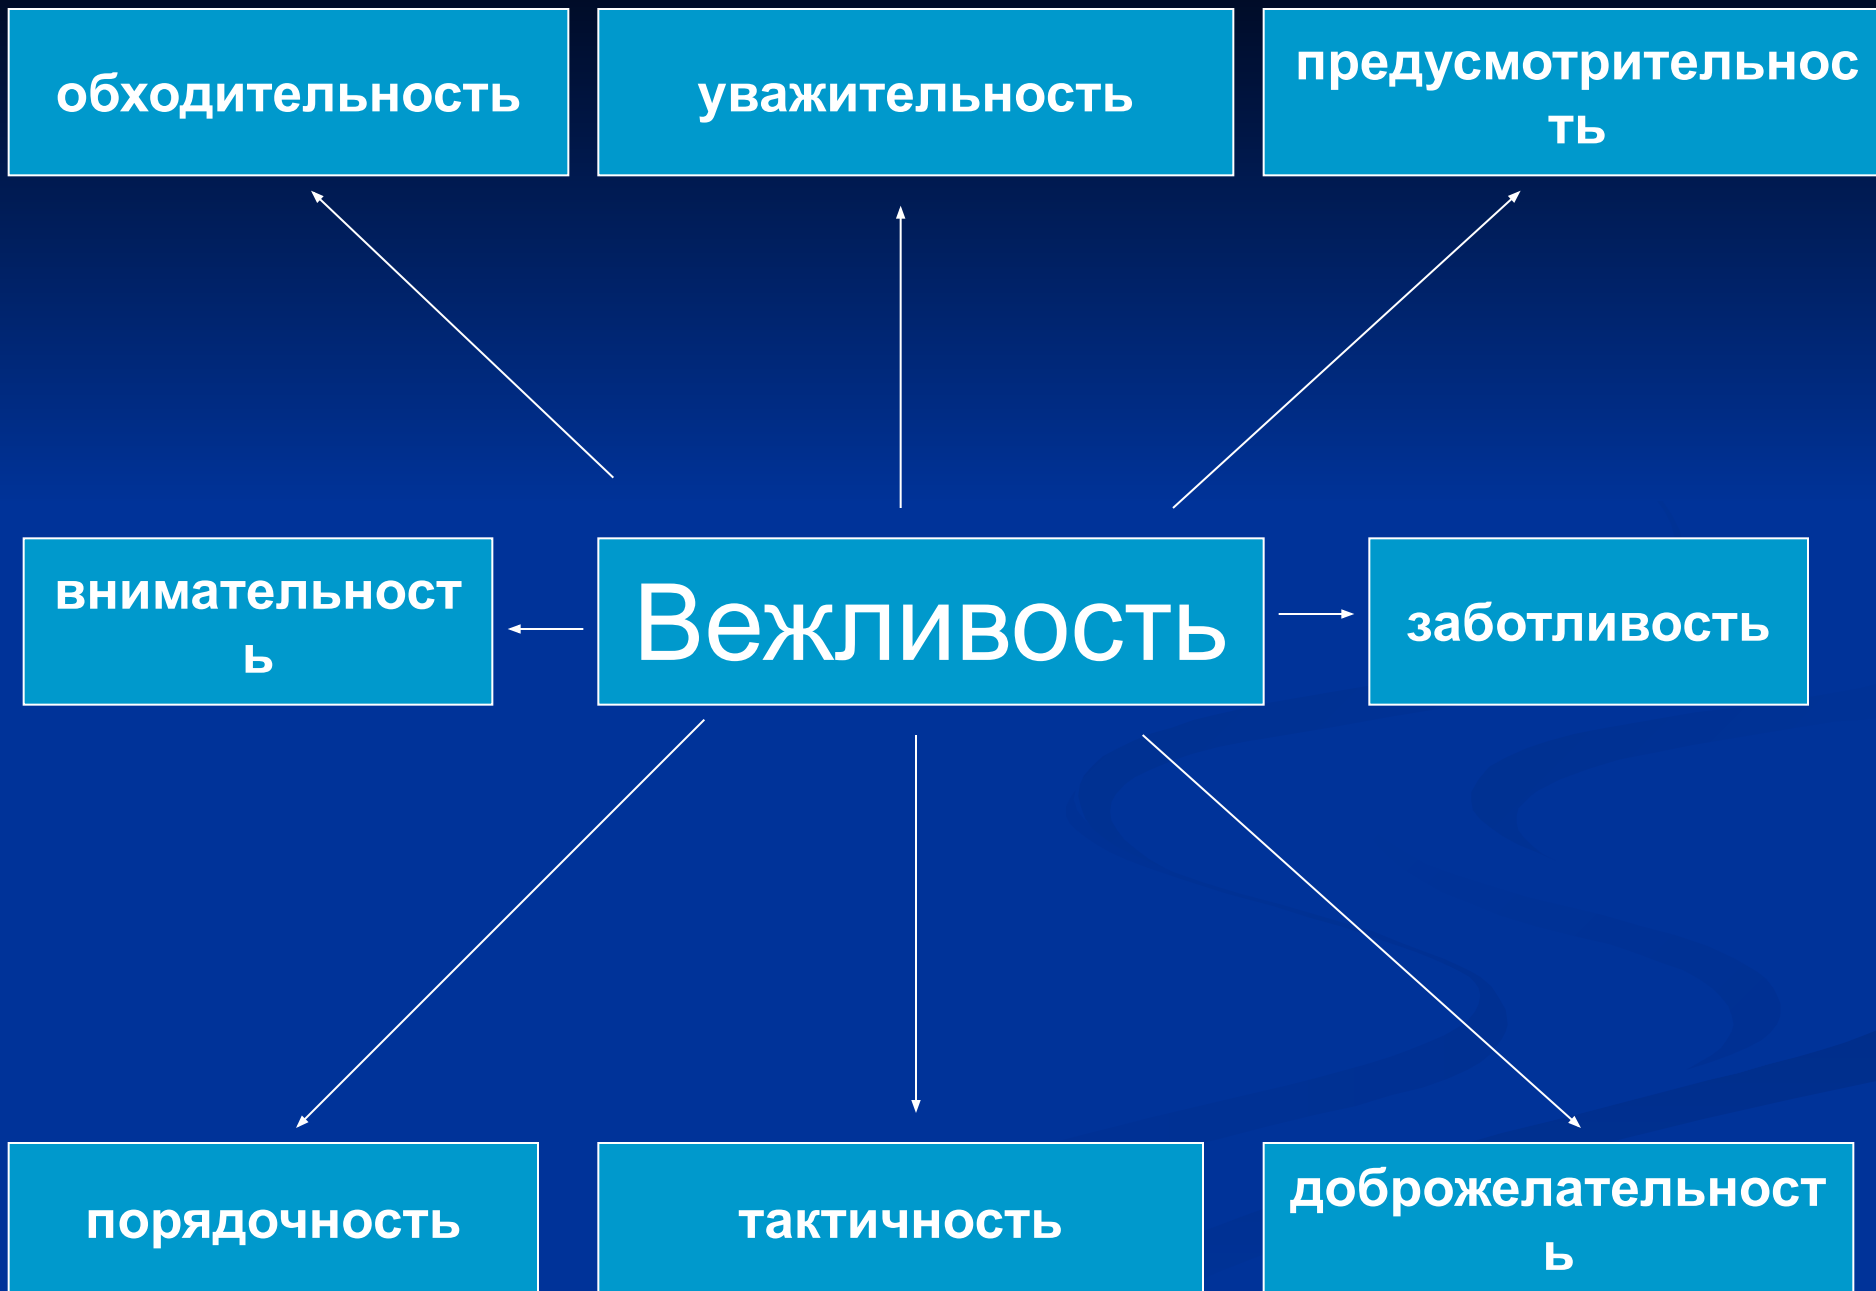 обходительность
уважительность
предусмотрительнос
ть
внимательност
ь
Вежливость
заботливость
порядочность
тактичность
доброжелательност
ь